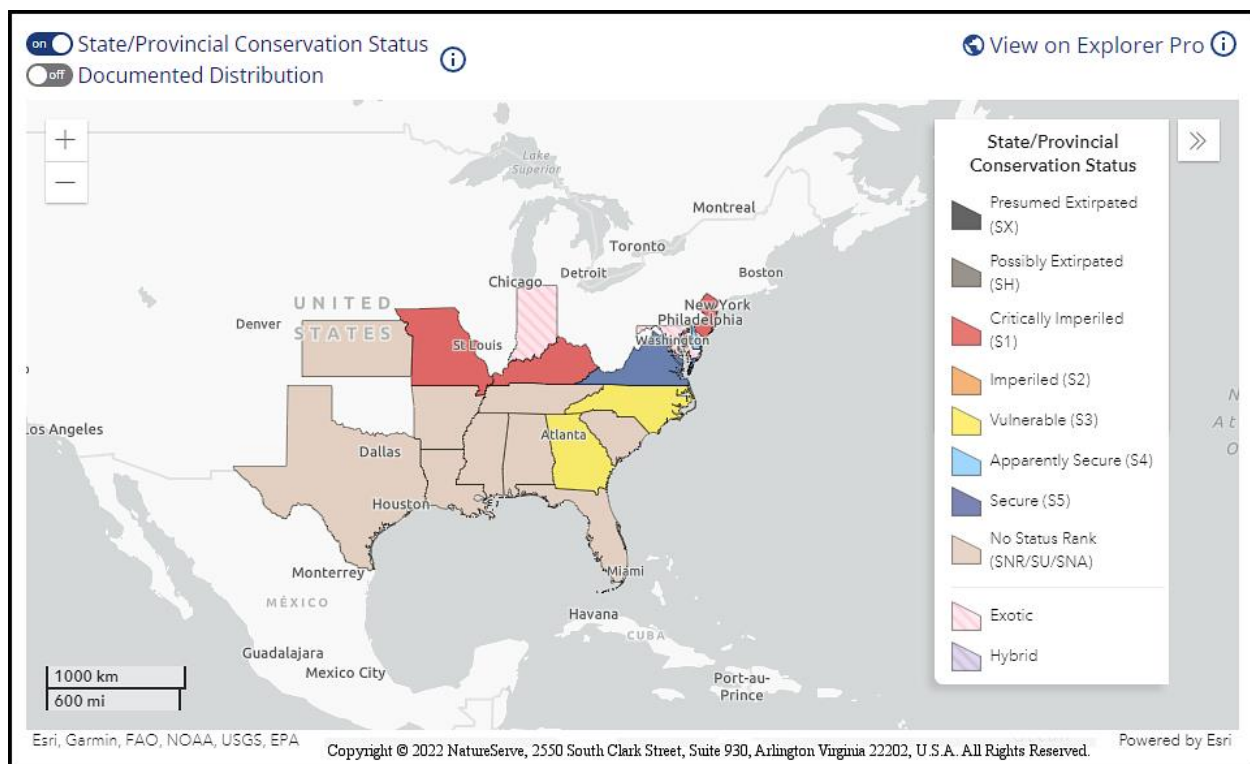 on State/Provincial Conservation Status
off Documented Distribution
View on Explorer Pro
State/Provincial
Conservation Status
Presumed Extirpated
(SX)
Possibly Extirpated
(SH)
Critically Imperiled
(S1)
Imperiled (S2)
Vulnerable (S3)
Apparently Secure (S4)
Secure (S5)
No Status Rank
(SNR/SU/SNA)
Exotic
Hybrid
Lake
Superior
Montreal
Toronto
Boston
Detroit
Chicago
New York
Philadelphia
UNITED
STATES
Denver
St Louis
Washington
Los Angeles
Atlanta
Dallas
Houston
Miami
Monterrey
MÉXICO
Havana
CUBA
Guadalajara
Mexico City
Port-au-
Prince
N
At
O
1000 km
600 mi
Esri, Garmin, FAO, NOAA, USGS, EPA
Copyright © 2022 NatureServe, 2550 South Clark Street, Suite 930, Arlington Virginia 22202, U.S.A. All Rights Reserved.
Powered by Esri